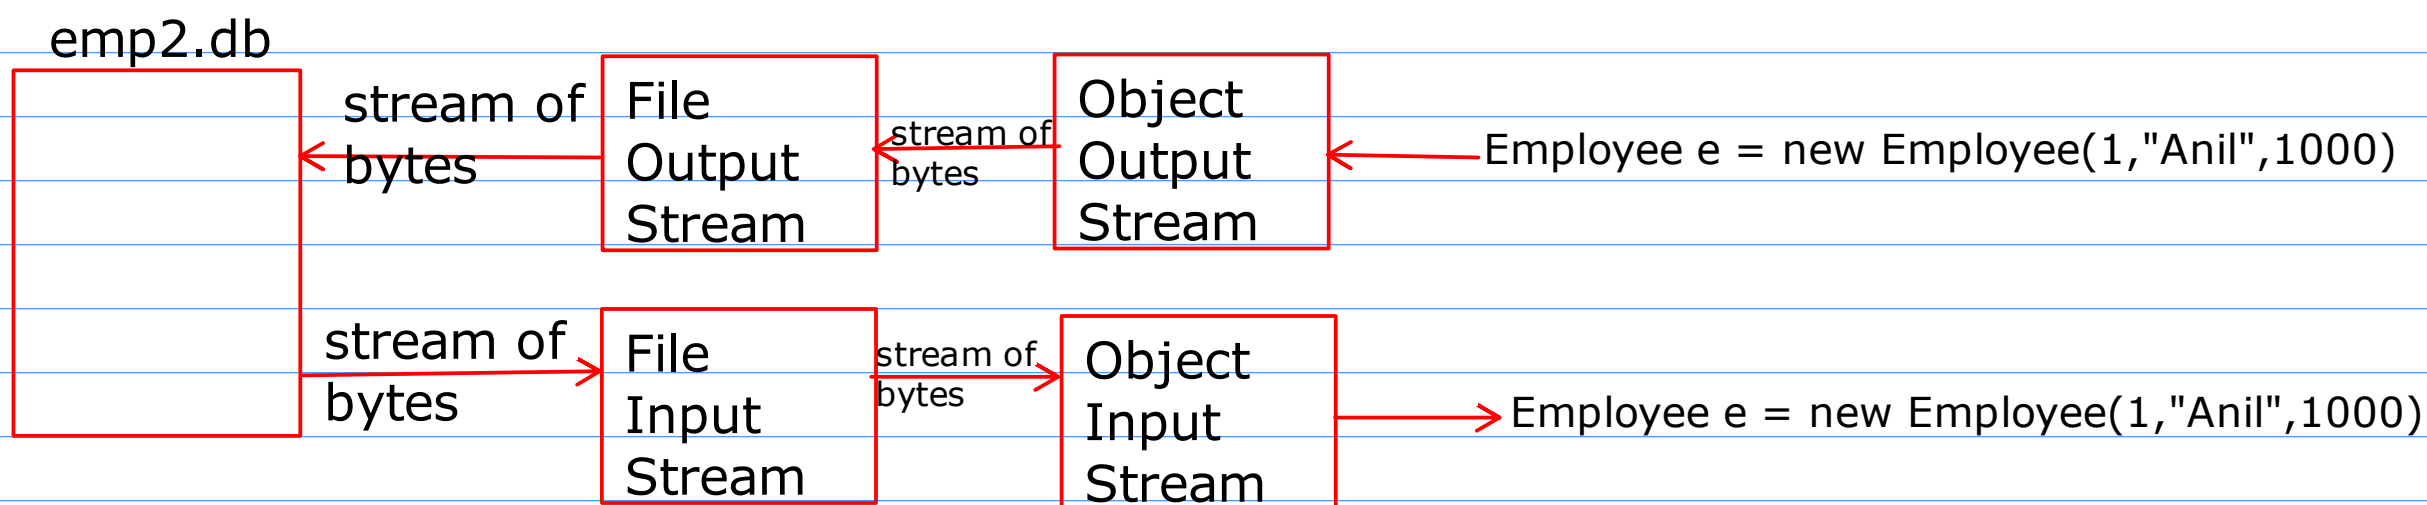 emp2.db
stream of
bytes
File
Output
Stream
stream of
bytes
Object
Output
Stream
Employee e = new Employee(1,"Anil",1000)
stream of
bytes
File
Input
Stream
stream of
bytes
Object
Input
Stream
Employee e = new Employee(1,"Anil",1000)